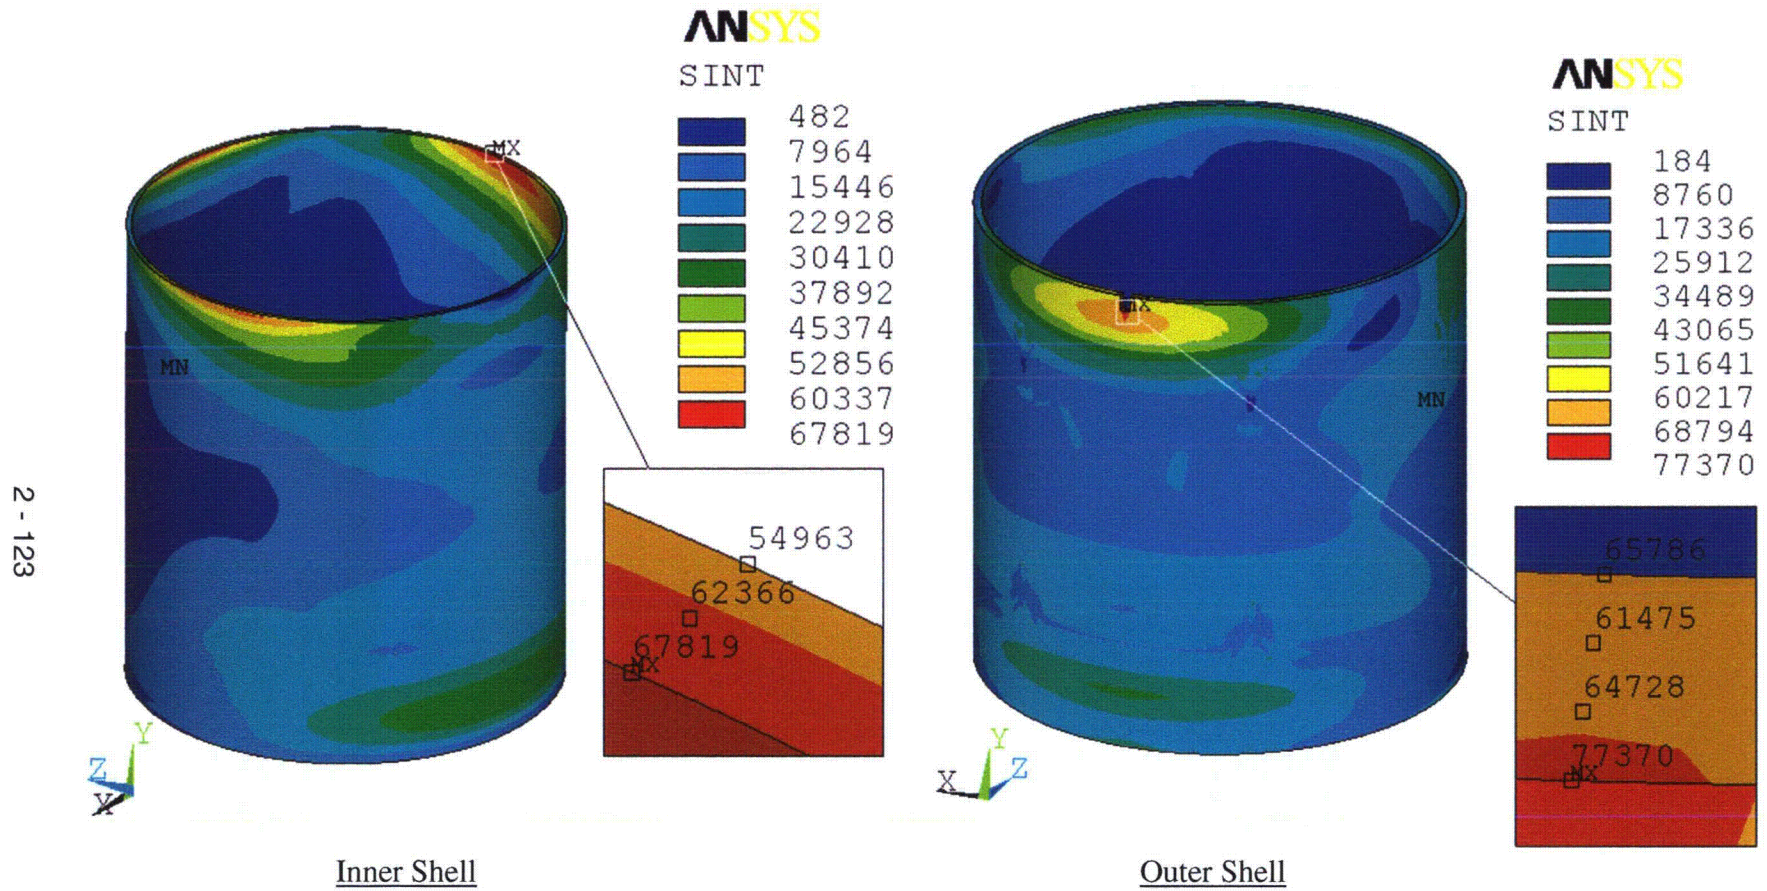 ANSYS
SINT
482
7964
15446
22928
30410
37892
45374
52856
60337
67819
MX
MN
54963
62366
67819
MX
Y
Z
X
Inner Shell
ANSYS
SINT
184
8760
17336
25912
34489
43065
51641
60217
68794
77370
MX
MN
65786
61475
64728
77370
MX
Y
X
Z
Outer Shell
2 - 123